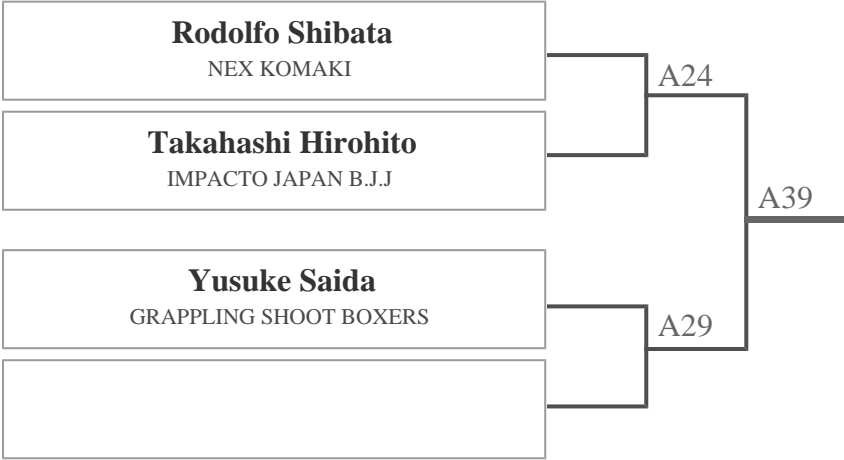 Rodolfo Shibata
NEX KOMAKI
A24
Takahashi Hirohito
IMPACTO JAPAN B.J.J
A39
Yusuke Saida
GRAPPLING SHOOT BOXERS
A29